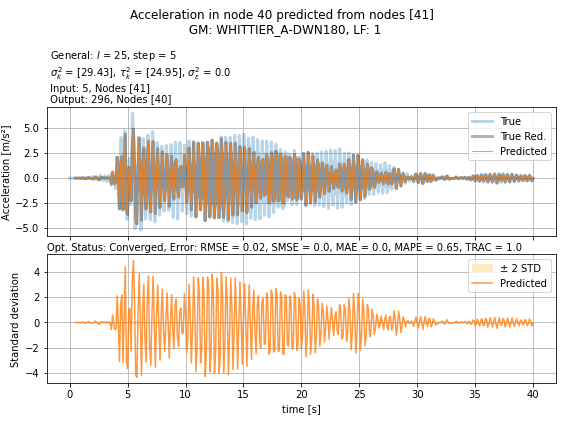 Acceleration in node 40 predicted from nodes [41]
GM: WHITTIER_A-DWN180, LF: 1
General: l = 25, step = 5
σ²ₖ = [29.43], τ²ₖ = [24.95], σ²_ε = 0.0
Input: 5, Nodes [41]
Output: 296, Nodes [40]
Acceleration [m/s²]
5.0
2.5
0.0
−2.5
−5.0
True
True Red.
Predicted
Opt. Status: Converged, Error: RMSE = 0.02, SMSE = 0.0, MAE = 0.0, MAPE = 0.65, TRAC = 1.0
Standard deviation
4
2
0
−2
−4
± 2 STD
Predicted
0 5 10 15 20 25 30 35 40
time [s]